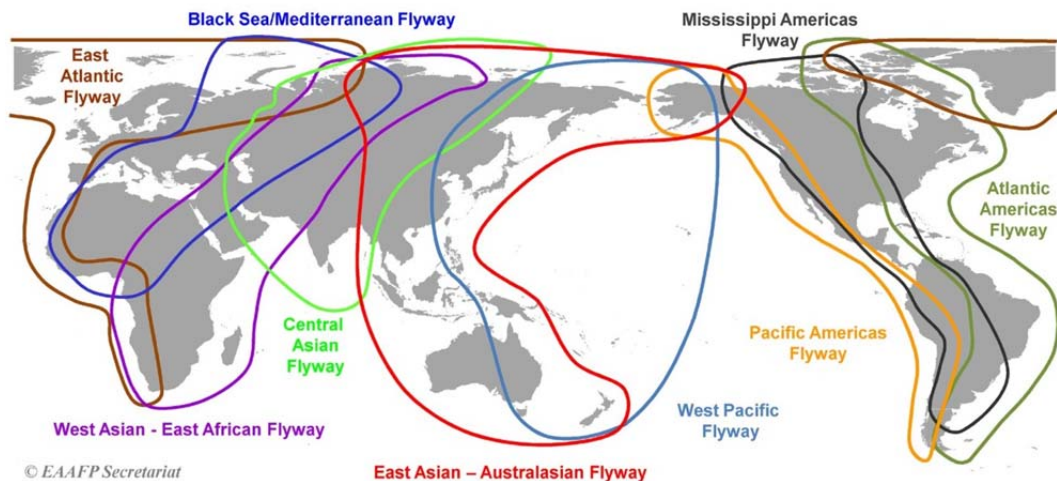 Black Sea/Mediterranean Flyway
Mississippi Americas
Flyway
East
Atlantic
Flyway
Atlantic
Americas
Flyway
Central
Asian
Flyway
Pacific Americas
Flyway
West Pacific
Flyway
West Asian - East African Flyway
East Asian – Australasian Flyway
© EAAFP Secretariat